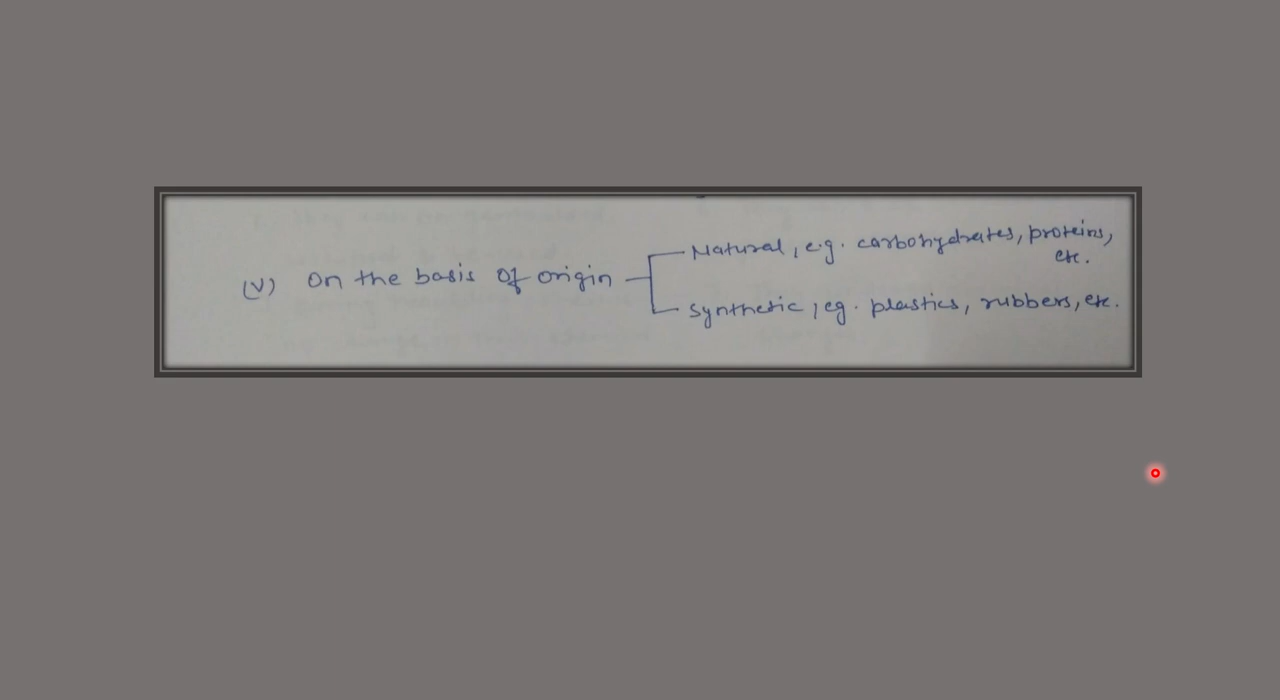 (V) On the basis of origin
Natural, e.g. carbohydrates, proteins,
etc.
Synthetic, eg. plastics, rubbers, etc.